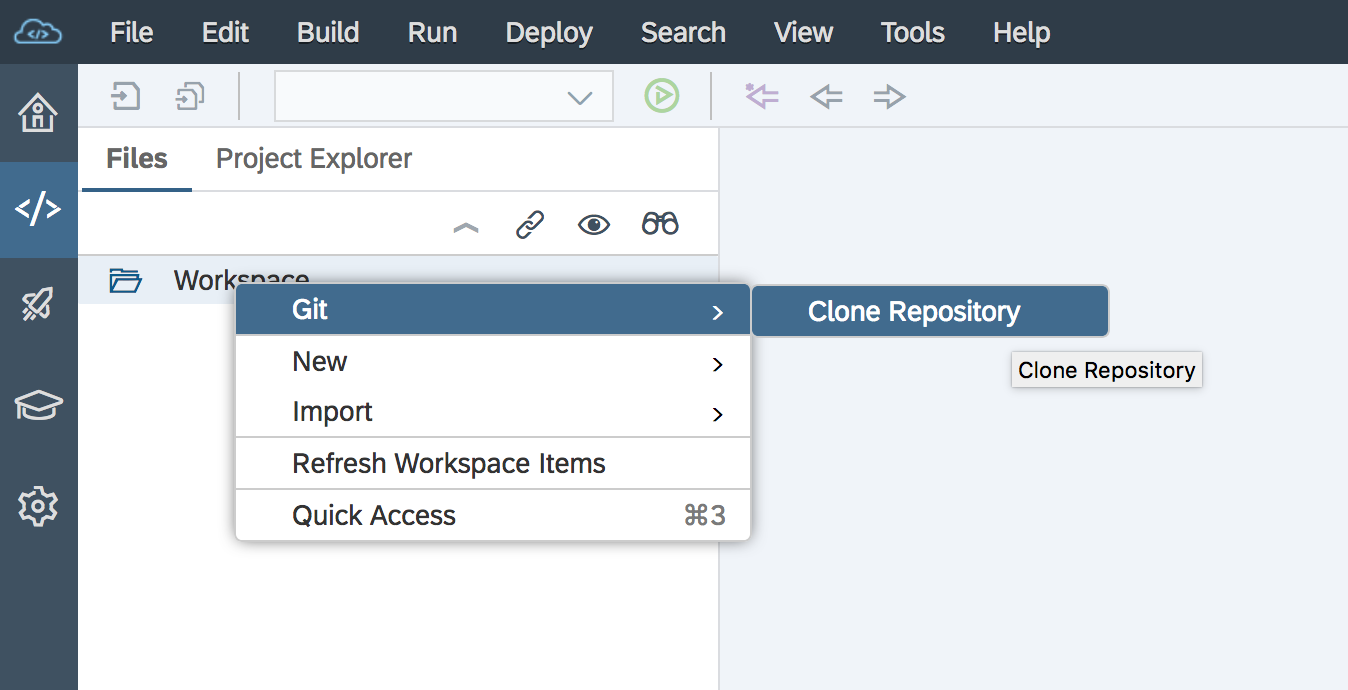 File Edit Build Run Deploy Search View Tools Help
Files Project Explorer
Workspace
Git
Clone Repository
New
Clone Repository
Import
Refresh Workspace Items
Quick Access ⌘3